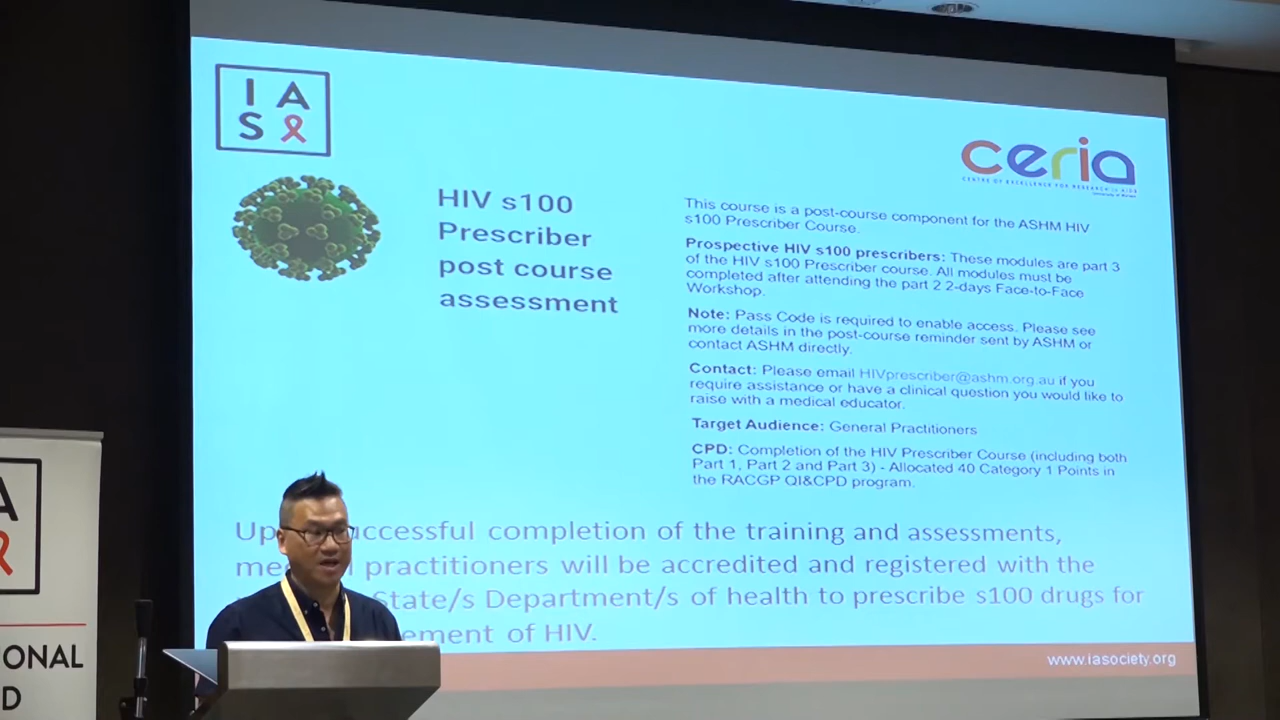 I A
S
ceria
CENTRE OF EXCELLENCE FOR RESEARCH in AIDS
HIV s100
Prescriber
post course
assessment
This course is a post-course component for the ASHM HIV
s100 Prescriber Course.
Prospective HIV s100 prescribers: These modules are part 3
of the HIV s100 Prescriber course. All modules must be
completed after attending the part 2 2-days Face-to-Face
Workshop.
Note: Pass Code is required to enable access. Please see
more details in the post-course reminder sent by ASHM or
contact ASHM directly.
Contact: Please email HIVprescriber@ashm.org.au if you
require assistance or have a clinical question you would like to
raise with a medical educator.
Target Audience: General Practitioners
CPD: Completion of the HIV Prescriber Course (including both
Part 1, Part 2 and Part 3) - Allocated 40 Category 1 Points in
the RACGP QI&CPD program.
Up ccessful completion of the training and assessments,
me practitioners will be accredited and registered with the
State/s Department/s of health to prescribe s100 drugs for
ement of HIV.
www.iasociety.org
A
ONAL
D